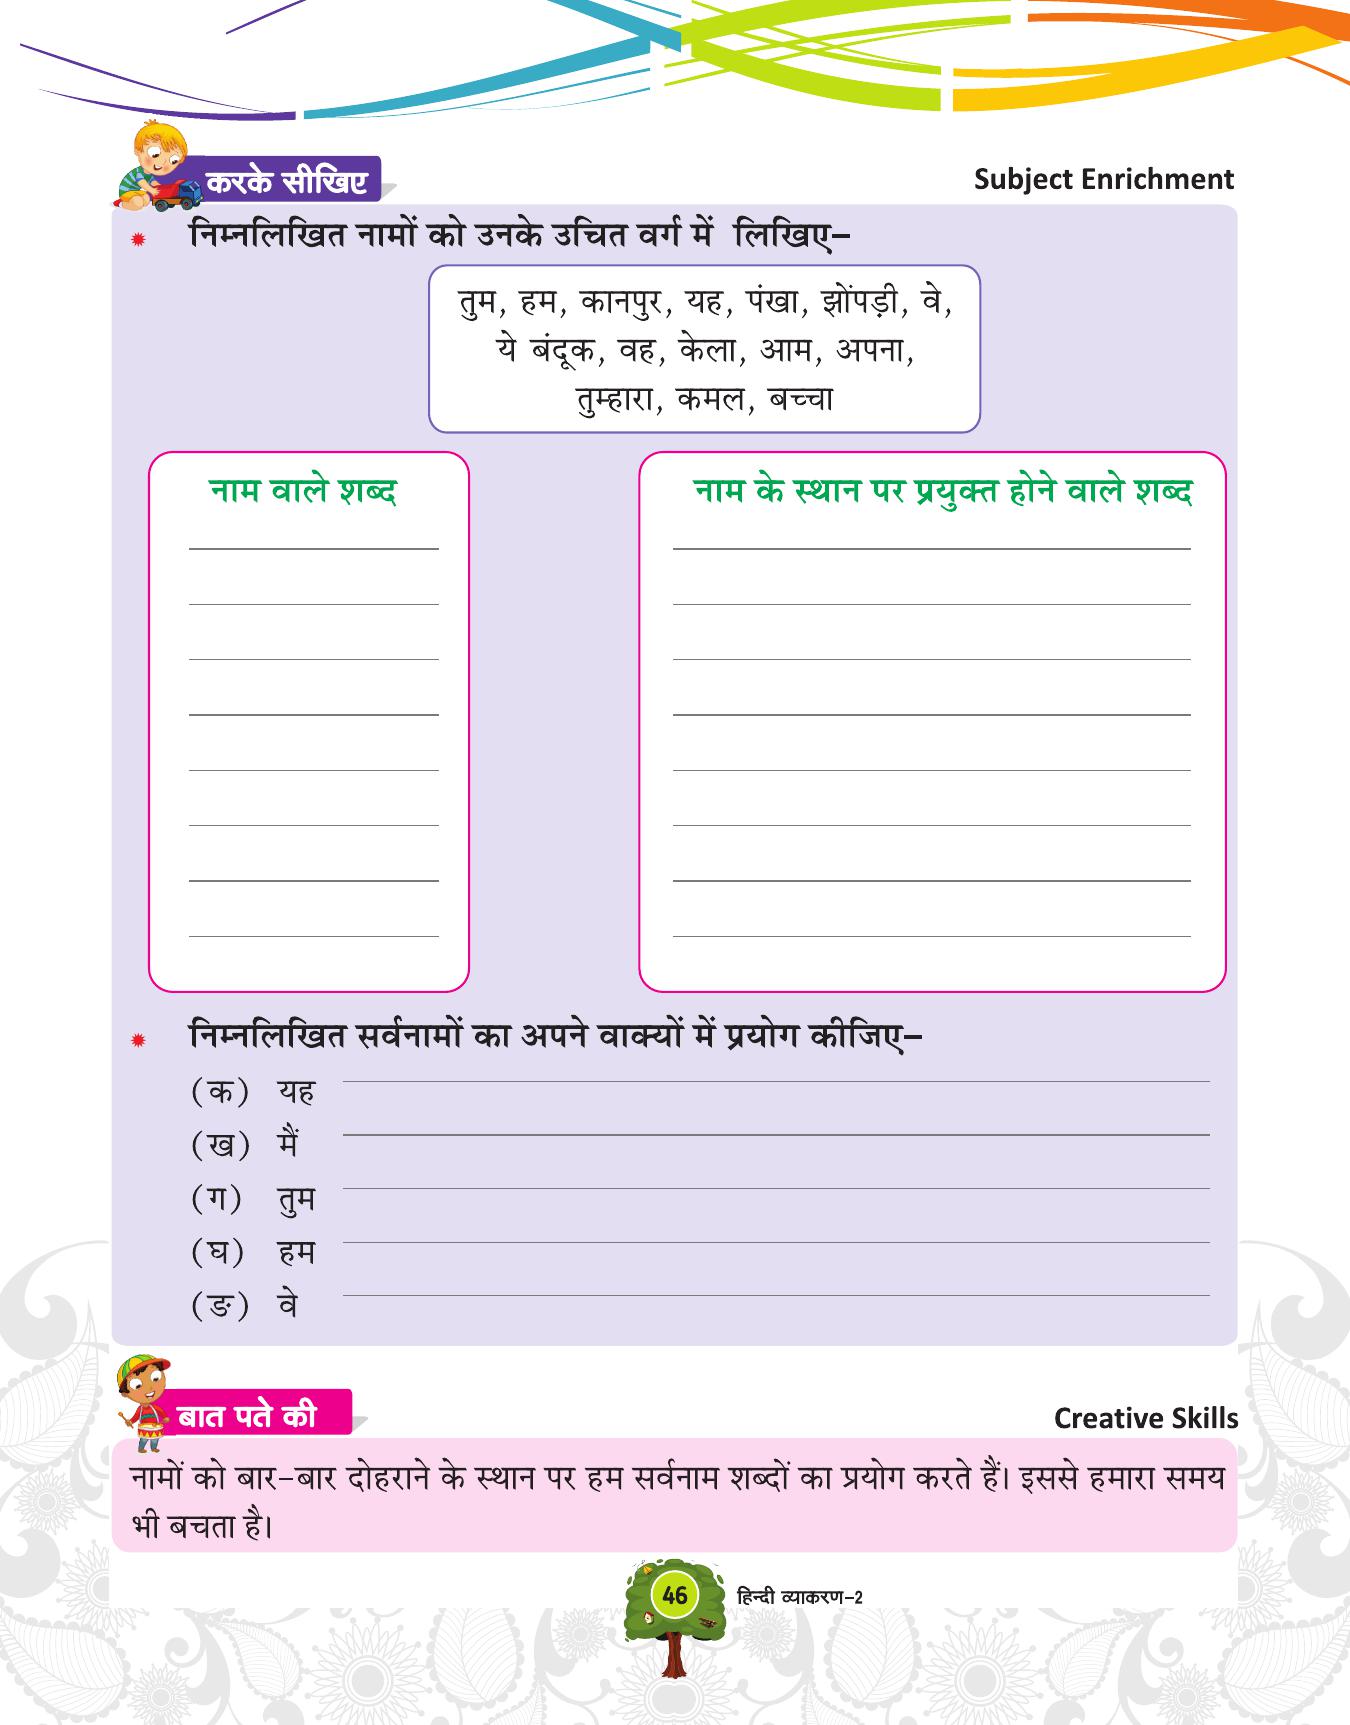 करके सीखिए
Subject Enrichment
निम्नलिखित नामों को उनके उचित वर्ग में लिखिए–
तुम, हम, कानपुर, यह, पंखा, झोंपड़ी, वे,
ये बंदूक, वह, केला, आम, अपना,
तुम्हारा, कमल, बच्चा
नाम वाले शब्द
नाम के स्थान पर प्रयुक्त होने वाले शब्द
निम्नलिखित सर्वनामों का अपने वाक्यों में प्रयोग कीजिए–
(क) यह
(ख) मैं
(ग) तुम
(घ) हम
(ङ) वे
बात पते की
Creative Skills
नामों को बार-बार दोहराने के स्थान पर हम सर्वनाम शब्दों का प्रयोग करते हैं। इससे हमारा समय
भी बचता है।
46 हिन्दी व्याकरण-2